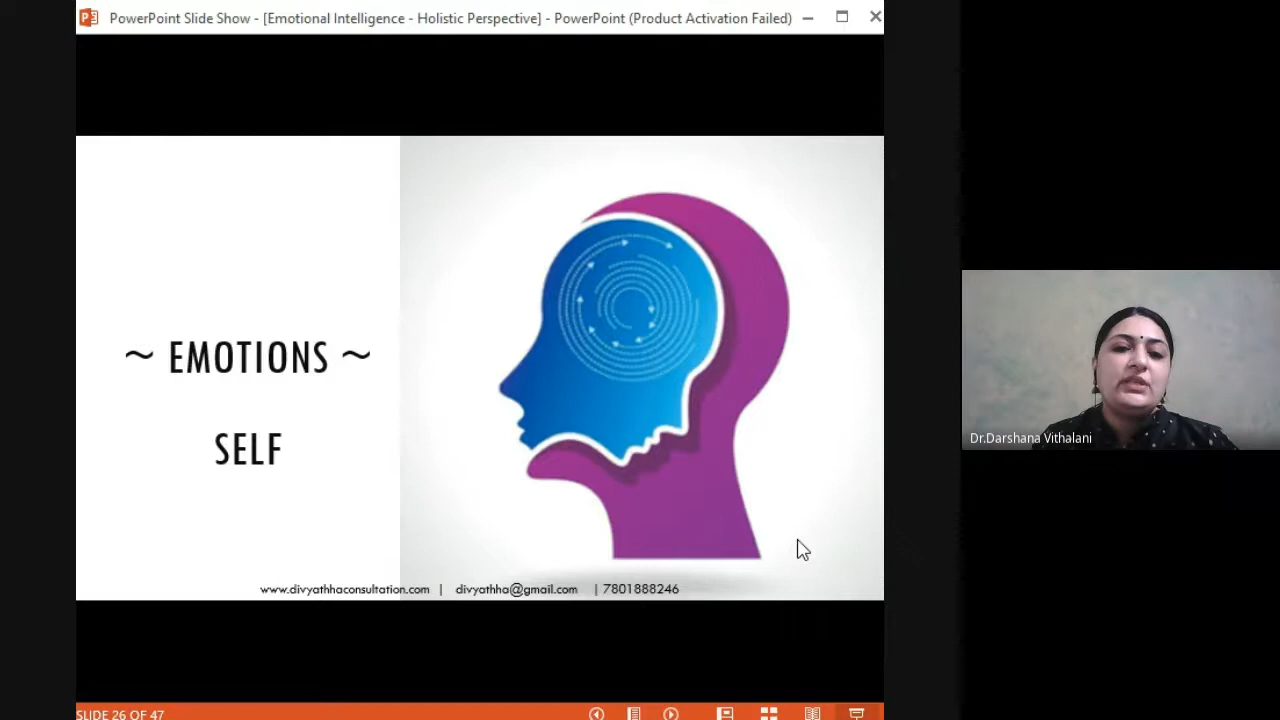 PowerPoint Slide Show - [Emotional Intelligence - Holistic Perspective] - PowerPoint (Product Activation Failed)
~ EMOTIONS ~
SELF
Dr.Darshana Vithalani
www.divyathhaconsultation.com | divyathha@gmail.com | 7801888246
SLIDE 26 OF 47